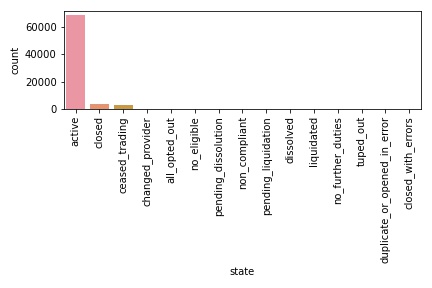 60000
40000
20000
0
count
active
closed
ceased_trading
changed_provider
all_opted_out
no_eligible
pending_dissolution
non_compliant
pending_liquidation
dissolved
liquidated
no_further_duties
tuped_out
duplicate_or_opened_in_error
closed_with_errors
state